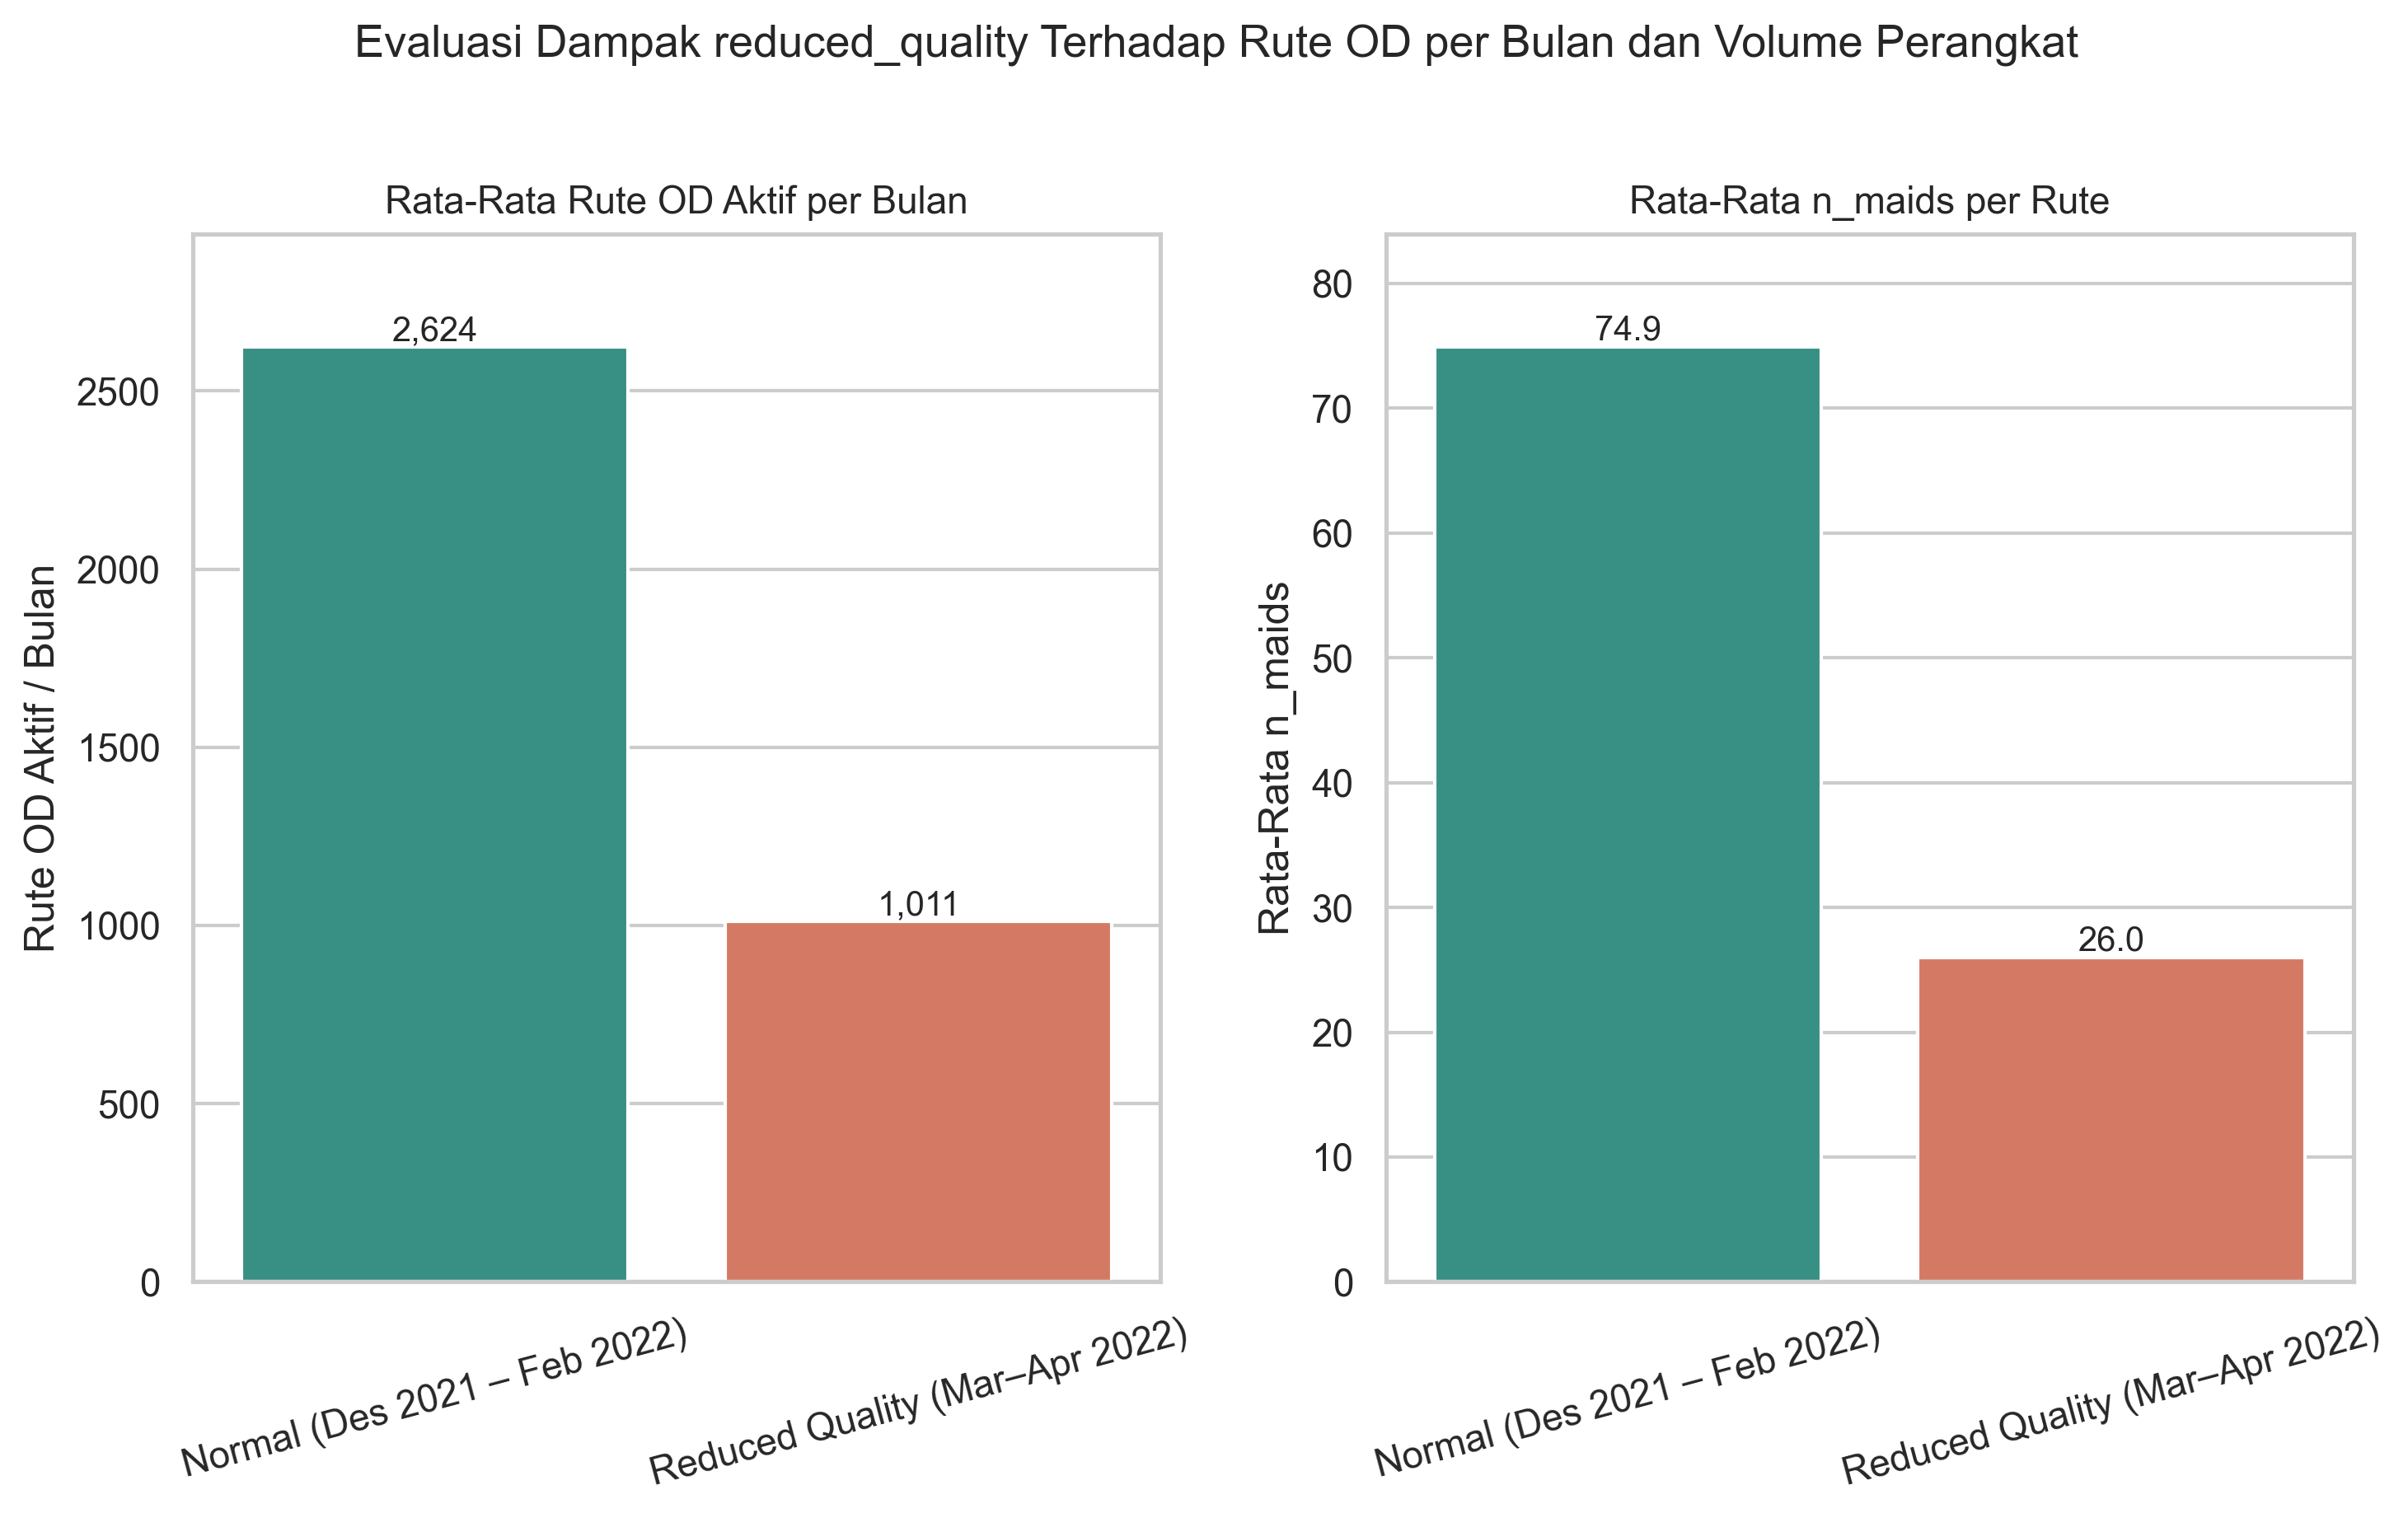 Evaluasi Dampak reduced_quality Terhadap Rute OD per Bulan dan Volume Perangkat
Rata-Rata Rute OD Aktif per Bulan
Rute OD Aktif / Bulan
2500
2000
1500
1000
500
0
2,624
1,011
Normal (Des 2021 – Feb 2022)
Reduced Quality (Mar–Apr 2022)
Rata-Rata n_maids per Rute
Rata-Rata n_maids
80
70
60
50
40
30
20
10
0
74.9
26.0
Normal (Des 2021 – Feb 2022)
Reduced Quality (Mar–Apr 2022)